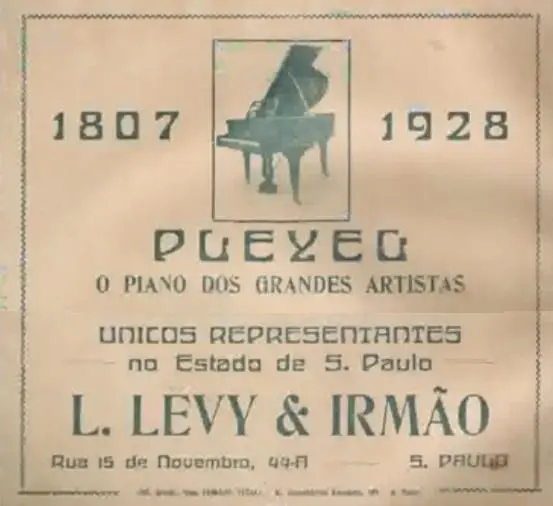 1807 1928
PLEYEL
O PIANO DOS GRANDES ARTISTAS
UNICOS REPRESENTANTES
no Estado de S. Paulo
L. LEVY & IRMÃO
Rua 15 de Novembro, 44-A S. PAULO